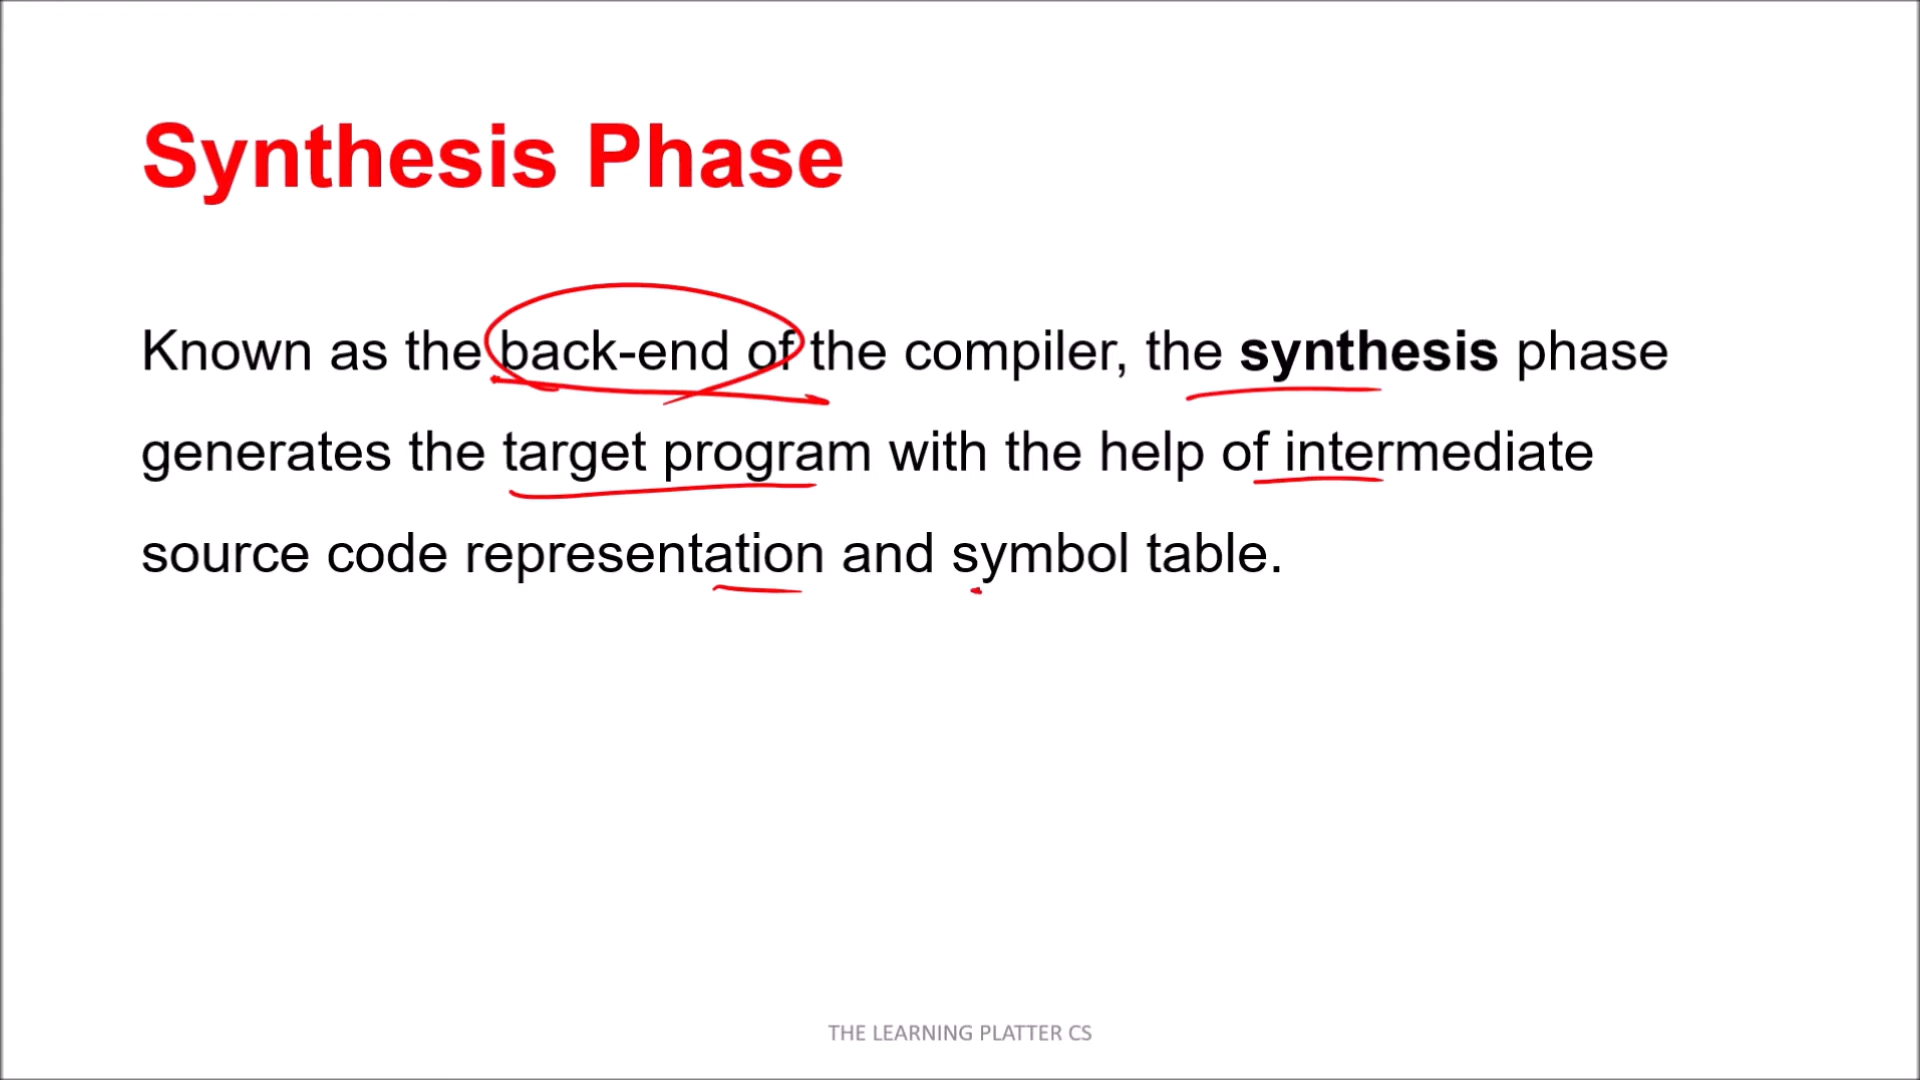 Synthesis Phase
Known as the back-end of the compiler, the synthesis phase
generates the target program with the help of intermediate
source code representation and symbol table.
THE LEARNING PLATTER CS